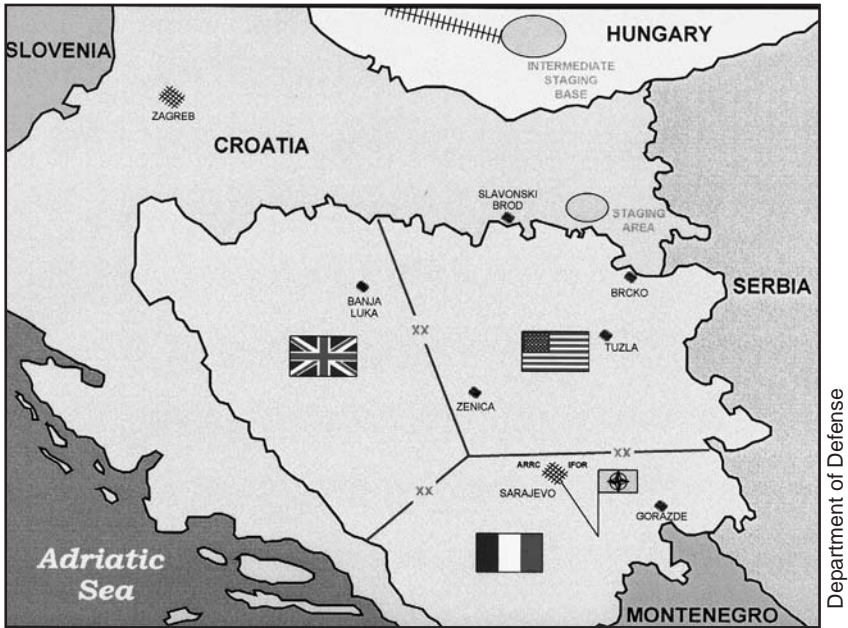 SLOVENIA
HUNGARY
INTERMEDIATE
STAGING
BASE
ZAGREB
CROATIA
SLAVONSKI
BROD
STAGING
AREA
SERBIA
BRCKO
BANJA
LUKA
XX
TUZLA
ZENICA
XX
ARRC
IFOR
SARAJEVO
XX
GORAZDE
Adriatic
Sea
MONTENEGRO
Department of Defense